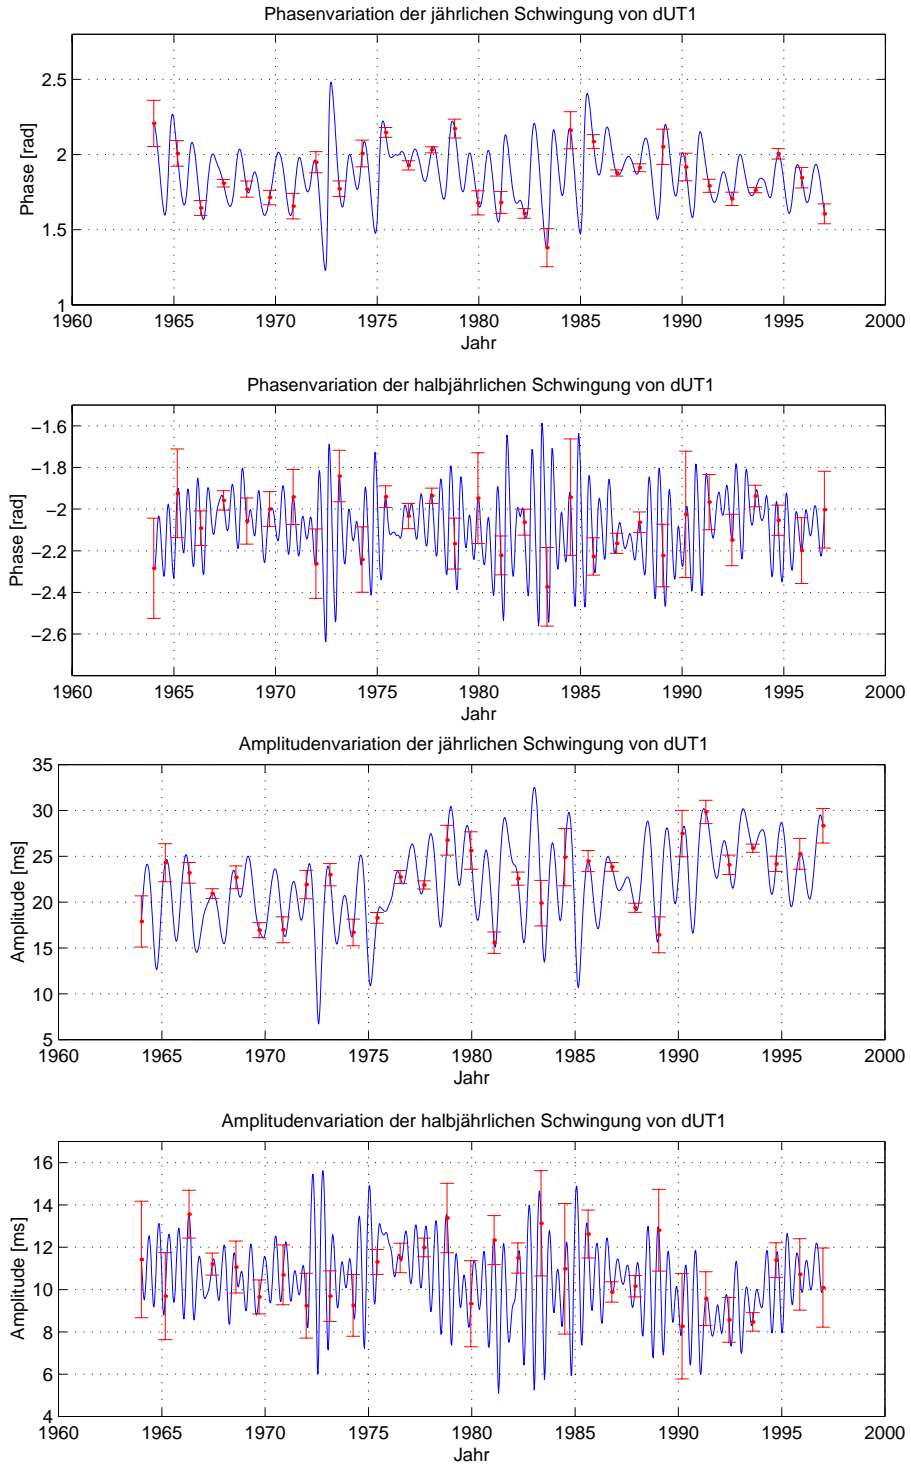 Phasenvariation der jährlichen Schwingung von dUT1
2.5
2
1.5
1
Phase [rad]
1960 1965 1970 1975 1980 1985 1990 1995 2000
Jahr
Phasenvariation der halbjährlichen Schwingung von dUT1
−1.6
−1.8
−2
−2.2
−2.4
−2.6
Phase [rad]
1960 1965 1970 1975 1980 1985 1990 1995 2000
Jahr
Amplitudenvariation der jährlichen Schwingung von dUT1
35
30
25
20
15
10
5
Amplitude [ms]
1960 1965 1970 1975 1980 1985 1990 1995 2000
Jahr
Amplitudenvariation der halbjährlichen Schwingung von dUT1
16
14
12
10
8
6
4
Amplitude [ms]
1960 1965 1970 1975 1980 1985 1990 1995 2000
Jahr